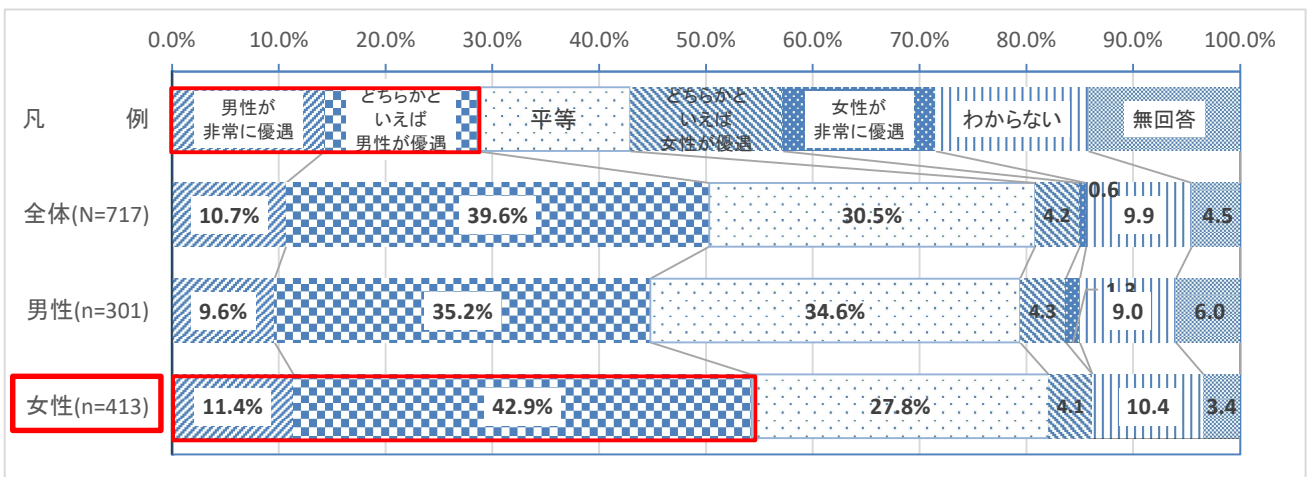 0.0% 10.0% 20.0% 30.0% 40.0% 50.0% 60.0% 70.0% 80.0% 90.0% 100.0%
凡 例
男性が
非常に優遇
どちらかと
いえば
男性が優遇
平等
どちらかと
いえば
女性が優遇
女性が
非常に優遇
わからない
無回答
全体(N=717) 10.7% 39.6% 30.5% 4.2 0.6 9.9 4.5
男性(n=301) 9.6% 35.2% 34.6% 4.3 9.0 6.0
女性(n=413) 11.4% 42.9% 27.8% 4.1 10.4 3.4